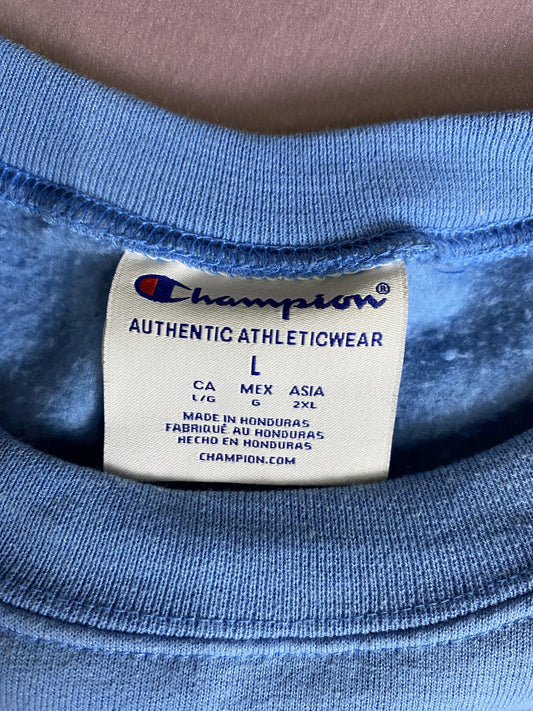 Champion®
AUTHENTIC ATHLETICWEAR
L
CA MEX ASIA
L/G G 2XL
MADE IN HONDURAS
FABRIQUÉ AU HONDURAS
HECHO EN HONDURAS
CHAMPION.COM